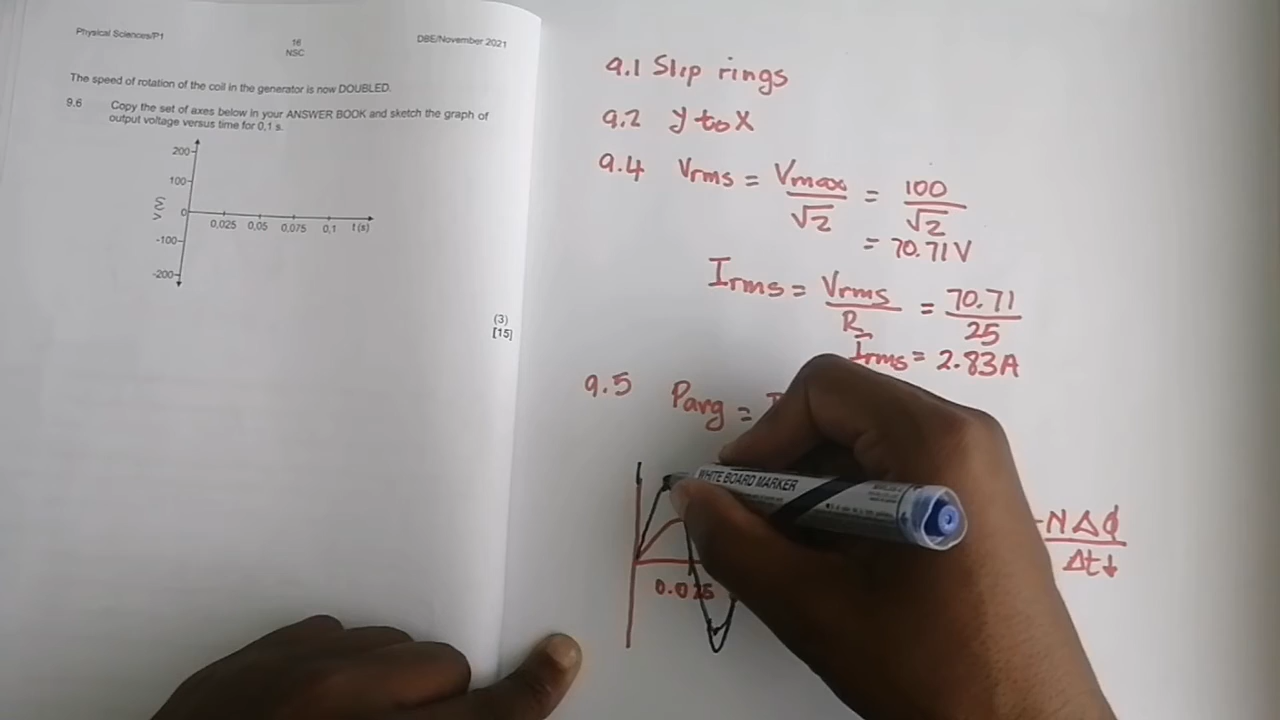 Physical Sciences/P1
16
NSC
DBE/November 2021
The speed of rotation of the coil in the generator is now DOUBLED.
9.6 Copy the set of axes below in your ANSWER BOOK and sketch the graph of
output voltage versus time for 0,1 s.
200
100
V (V)
0
0,025 0,05 0,075 0,1 t (s)
-100
-200
(3)
[15]
9.1 Slip rings
9.2 Y to X
9.4 Vrms = Vmax/√2 = 100/√2
= 70.71V
Irms = Vrms/R = 70.71/25
Irms = 2.83A
9.5 Pavg =
-NΔϕ/Δt↓
WHITE BOARD MARKER